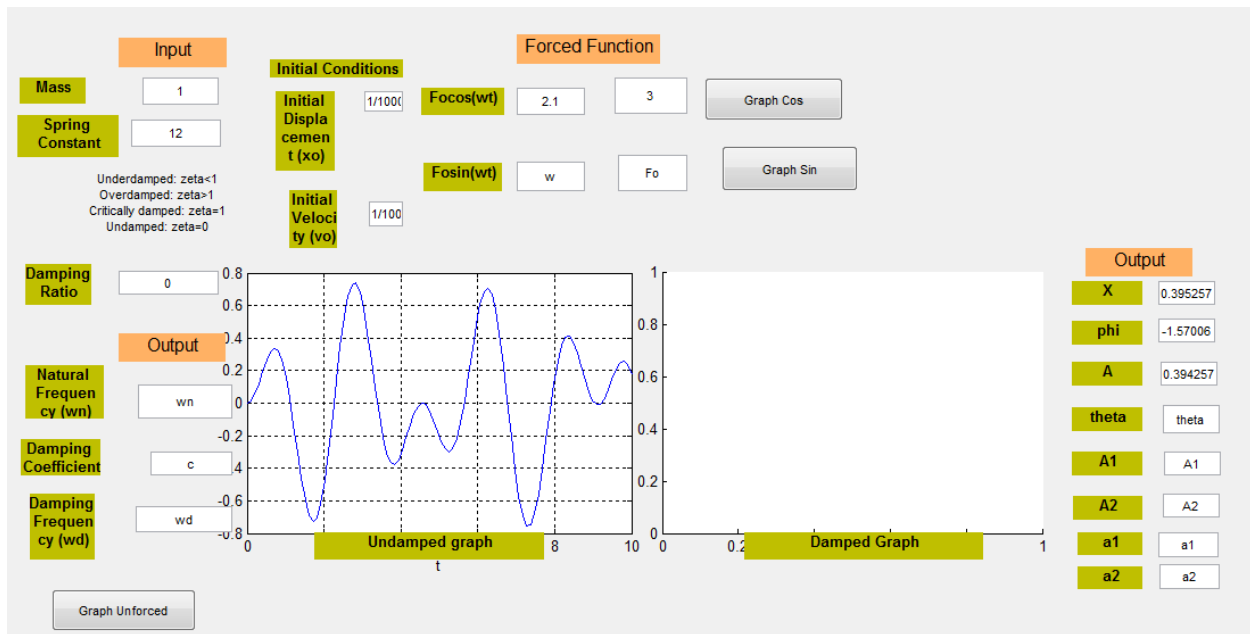 Input
Mass
1
Spring
Constant
12
Underdamped: zeta<1
Overdamped: zeta>1
Critically damped: zeta=1
Undamped: zeta=0
Initial Conditions
Initial
Displa
cemen
t (xo)
1/1000
Initial
Veloci
ty (vo)
1/100
Forced Function
Focos(wt)
2.1
3
Graph Cos
Fosin(wt)
w
Fo
Graph Sin
Damping
Ratio
0
Output
Natural
Frequen
cy (wn)
wn
Damping
Coefficient
c
Damping
Frequen
cy (wd)
wd
Graph Unforced
0.8
0.6
0.4
0.2
0
-0.2
-0.4
-0.6
-0.8
0
Undamped graph
8
10
t
1
0.8
0.6
0.4
0.2
0
0
0.2
Damped Graph
1
Output
X
0.395257
phi
-1.57006
A
0.394257
theta
theta
A1
A1
A2
A2
a1
a1
a2
a2